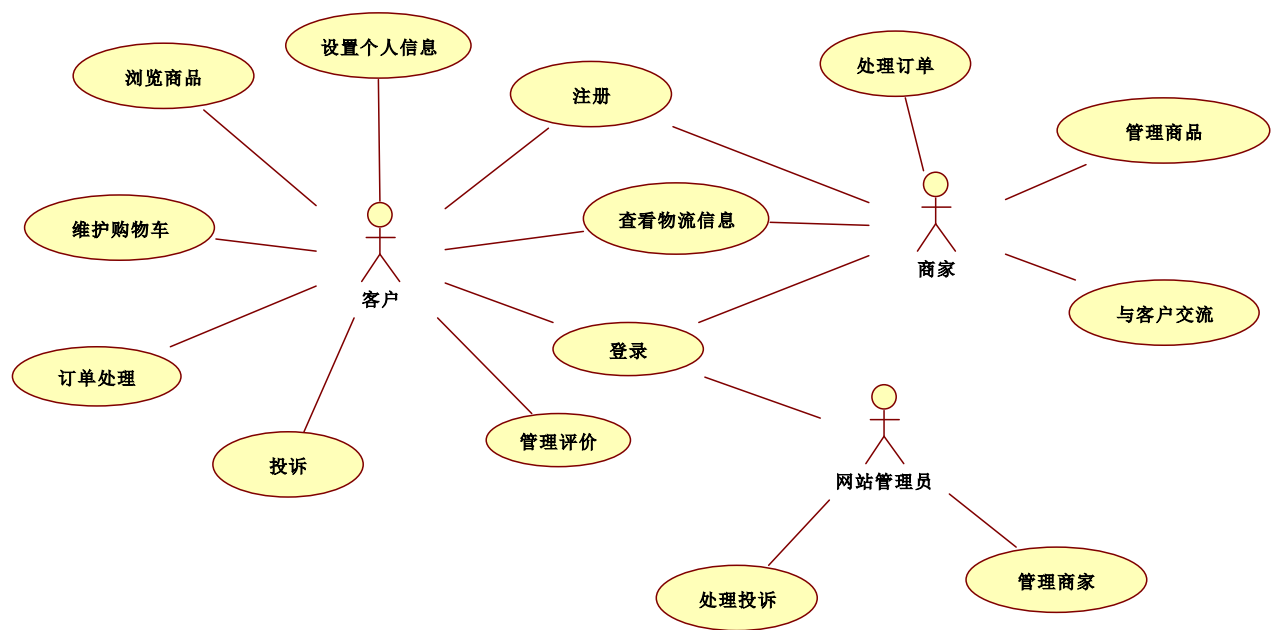 设置个人信息
浏览商品
注册
处理订单
管理商品
维护购物车
查看物流信息
客户
商家
与客户交流
订单处理
登录
投诉
管理评价
网站管理员
处理投诉
管理商家